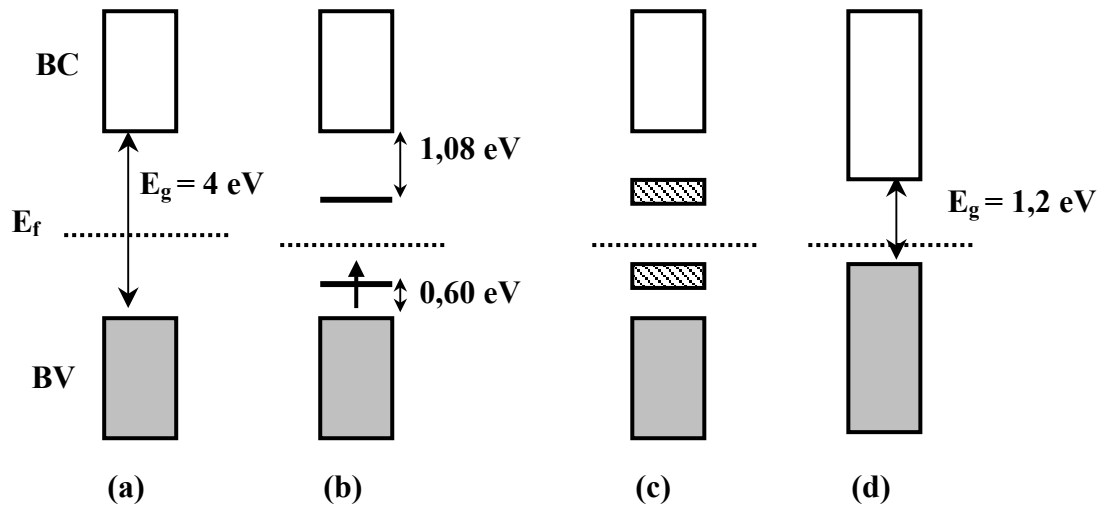 BC
E_g = 4 eV
1,08 eV
E_g = 1,2 eV
E_f
0,60 eV
BV
(a)
(b)
(c)
(d)